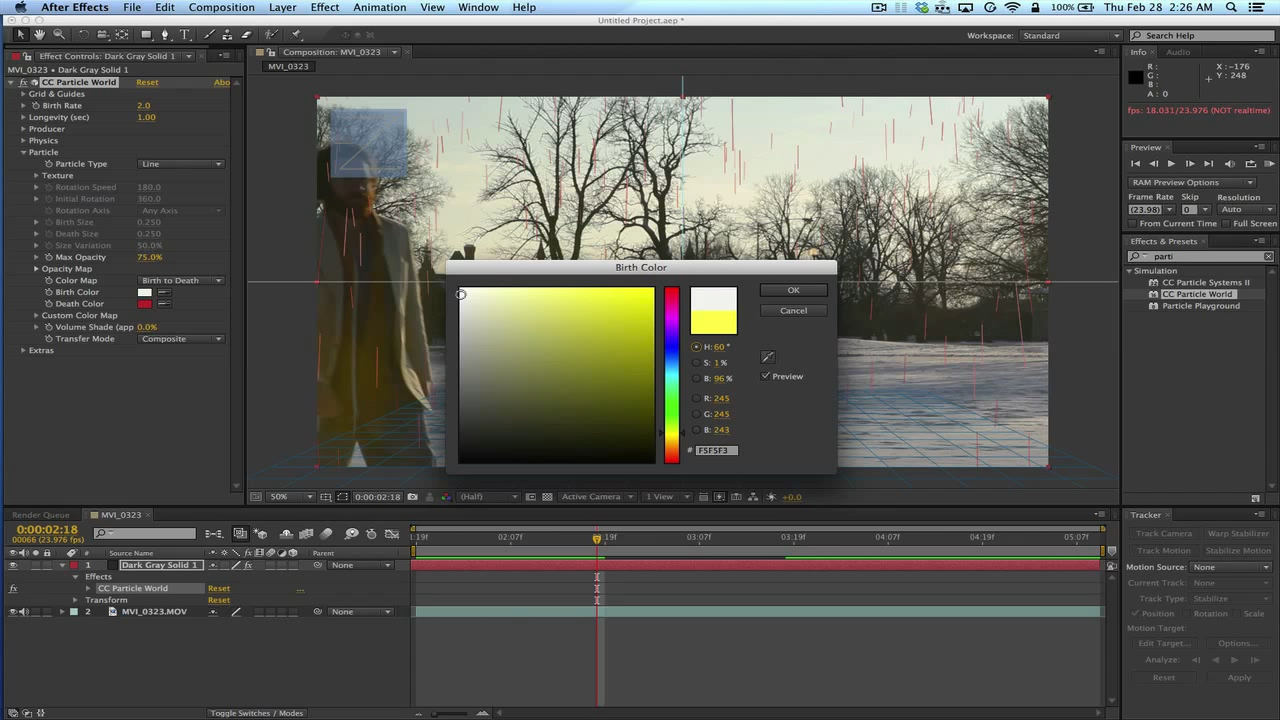 After Effects File Edit Composition Layer Effect Animation View Window Help 100% Thu Feb 28 2:26 AM
Untitled Project.aep *
Workspace: Standard Search Help
Effect Controls: Dark Gray Solid 1 Composition: MVI_0323 Info Audio
MVI_0323 • Dark Gray Solid 1 MVI_0323
CC Particle World Reset Abo
Grid & Guides
Birth Rate 2.0
Longevity (sec) 1.00
Producer
Physics
Particle
Particle Type Line
Texture
Rotation Speed 180.0
Initial Rotation 360.0
Rotation Axis Any Axis
Birth Size 0.250
Death Size 0.250
Size Variation 50.0%
Max Opacity 75.0%
Opacity Map
Color Map Birth to Death
Birth Color
Death Color
Custom Color Map
Volume Shade (app 0.0%
Transfer Mode Composite
Extras
Birth Color
OK
Cancel
H: 60 °
S: 1 %
B: 96 %
Preview
R: 245
G: 245
B: 243
# F5F5F3
R :
G :
B :
A : 0
X : -176
Y : 248
fps: 18.031/23.976 (NOT realtime)
Preview
RAM Preview Options
Frame Rate Skip Resolution
(23.98) 0 Auto
From Current Time Full Screen
Effects & Presets
parti
Simulation
CC Particle Systems II
CC Particle World
Particle Playground
50% 0:00:02:18 (Half) Active Camera 1 View +0.0
Render Queue MVI_0323
0:00:02:18
00066 (23.976 fps)
:19f 02:07f 19f 03:07f 03:19f 04:07f 04:19f 05:07f
# Source Name Parent
1 Dark Gray Solid 1 None
Effects
CC Particle World Reset ...
Transform Reset
2 MVI_0323.MOV None
Toggle Switches / Modes
Tracker
Track Camera Warp Stabilizer
Track Motion Stabilize Motion
Motion Source: None
Current Track: None
Track Type: Stabilize
Position Rotation Scale
Motion Target:
Edit Target... Options...
Analyze:
Reset Apply